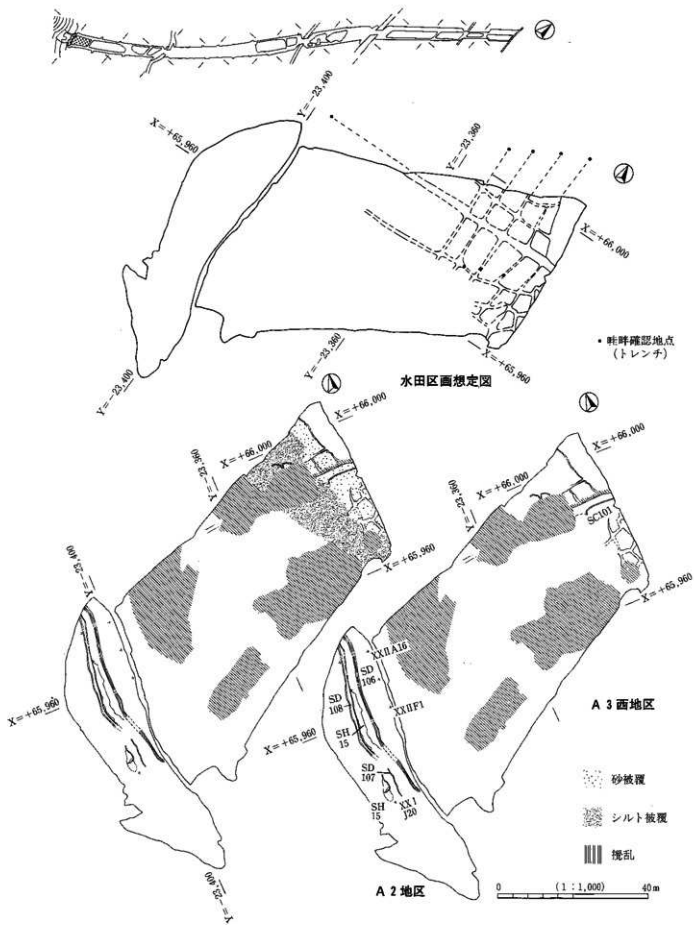 Y=-23,400
X=+65,960
Y=-23,360
X=+66,000
・畦畔確認地点
(トレンチ)
X=+65,960
Y=-23,360
Y=-23,400
水田区画想定図
X=+66,000
X=+66,000
Y=-23,360
X=+65,960
Y=-23,400
X=+65,960
Y=-23,400
X=+66,000
X=+66,000
Y=-23,360
SC101
X=+65,960
XXIIA16
SD
106
XXIIF1
SD
108
SH
15
X=+65,960
SD
107
SH
15
XXI
J20
A3西地区
A2地区
砂被覆
シルト被覆
攪乱
0 (1:1,000) 40m